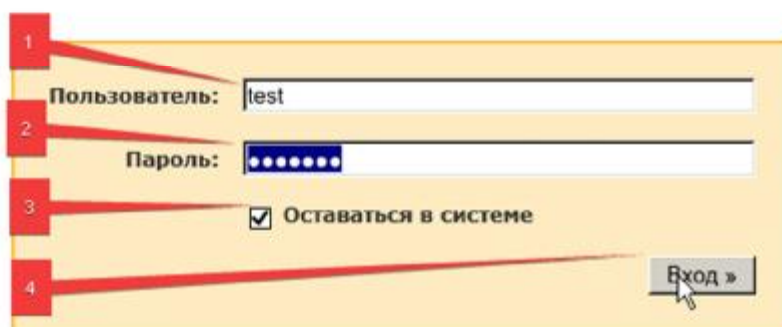 1
Пользователь: test
2
Пароль: •••••••
3
Оставаться в системе
4
Вход »